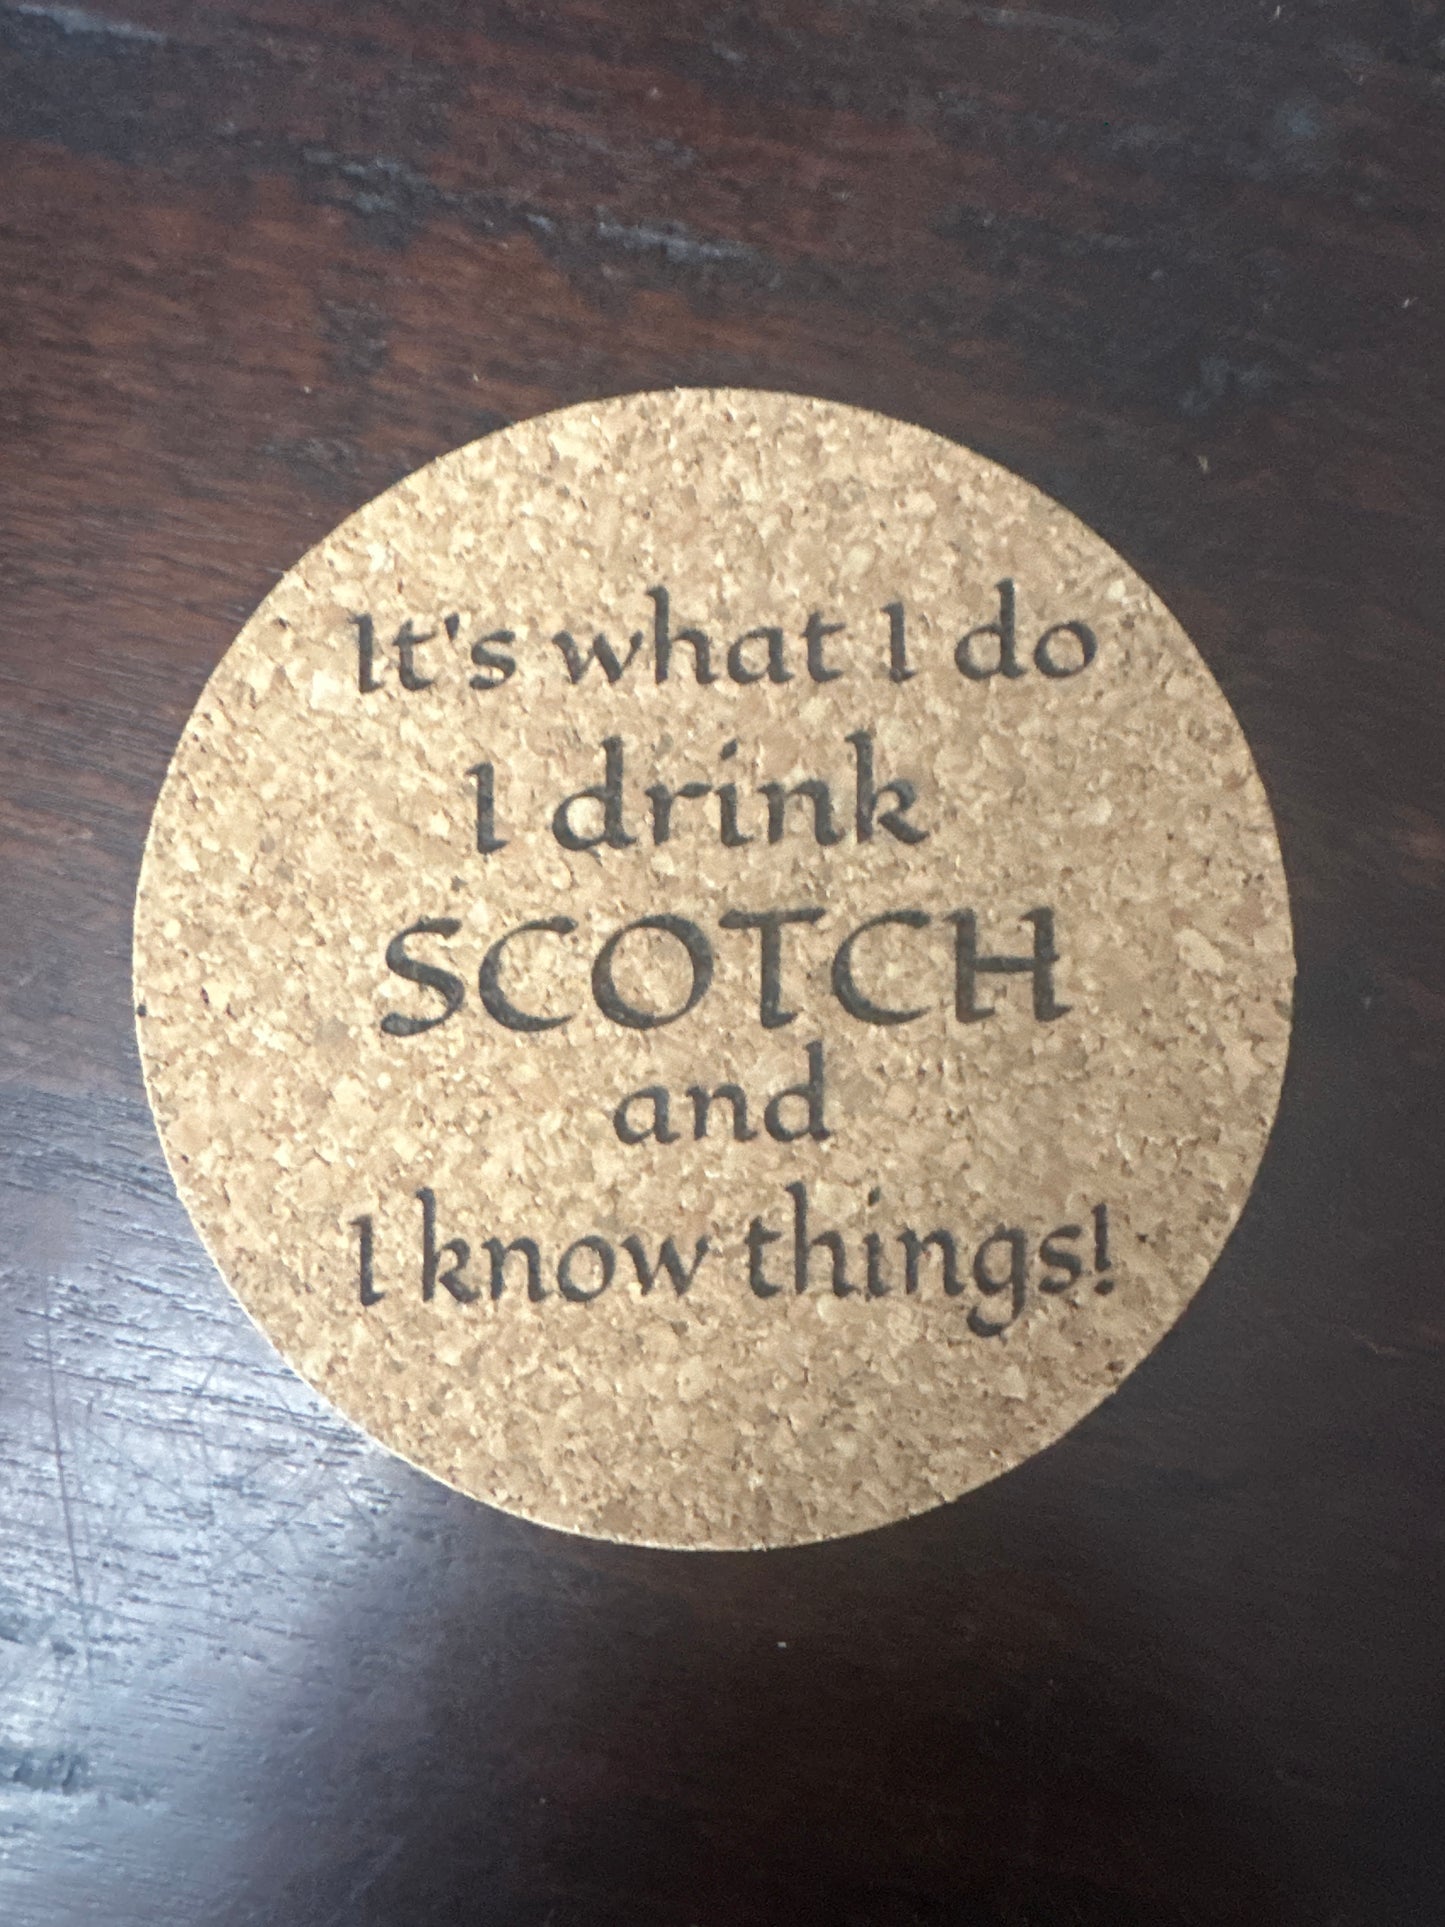 It's what I do
I drink
SCOTCH
and
I know things!